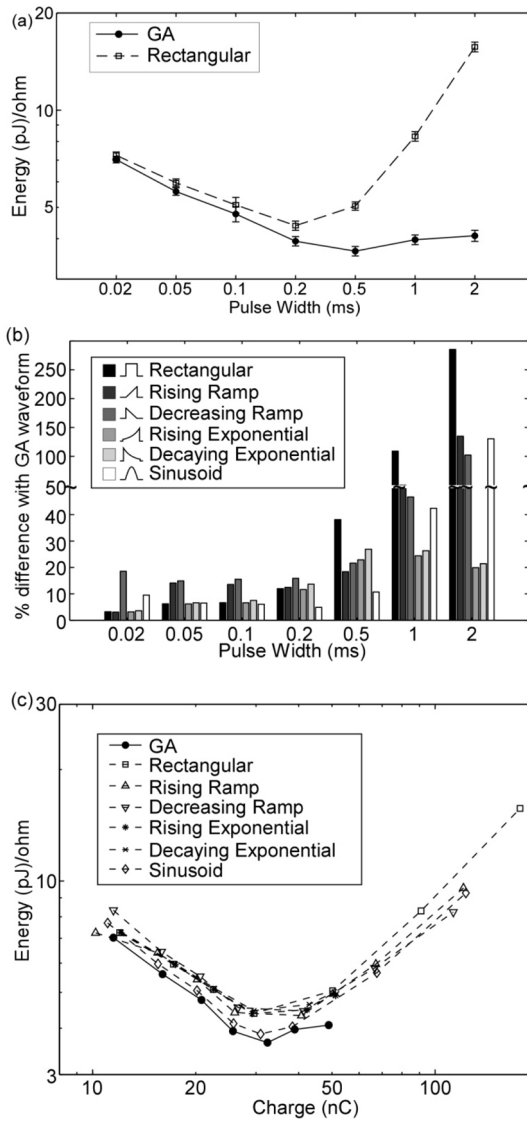 (a)
20
10
5
Energy (pJ)/ohm
GA
Rectangular
0.02 0.05 0.1 0.2 0.5 1 2
Pulse Width (ms)
(b)
250
200
150
100
50
40
30
20
10
0
% difference with GA waveform
Rectangular
Rising Ramp
Decreasing Ramp
Rising Exponential
Decaying Exponential
Sinusoid
0.02 0.05 0.1 0.2 0.5 1 2
Pulse Width (ms)
(c)
30
10
3
Energy (pJ)/ohm
GA
Rectangular
Rising Ramp
Decreasing Ramp
Rising Exponential
Decaying Exponential
Sinusoid
10 20 50 100
Charge (nC)